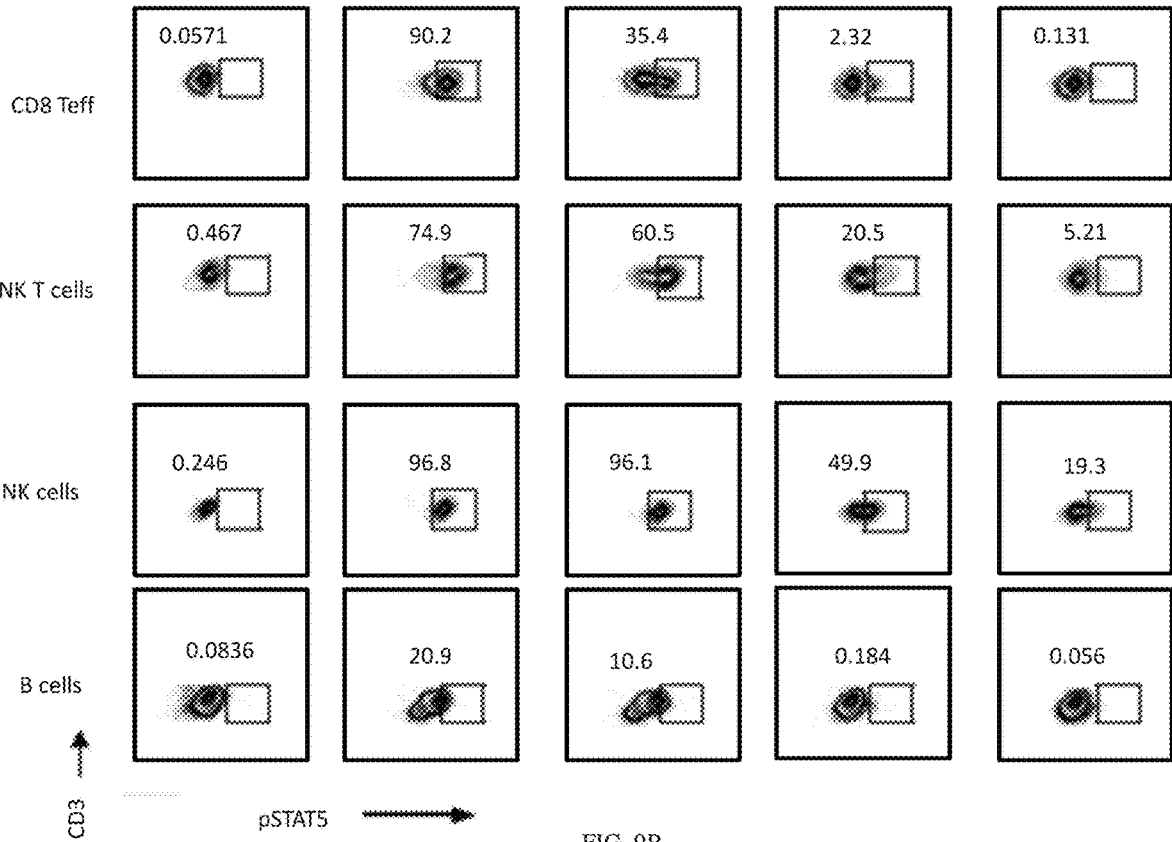 0.0571 90.2 35.4 2.32 0.131
CD8 Teff
0.467 74.9 60.5 20.5 5.21
NK T cells
0.246 96.8 96.1 49.9 19.3
NK cells
0.0836 20.9 10.6 0.184 0.056
B cells
CD3
pSTAT5